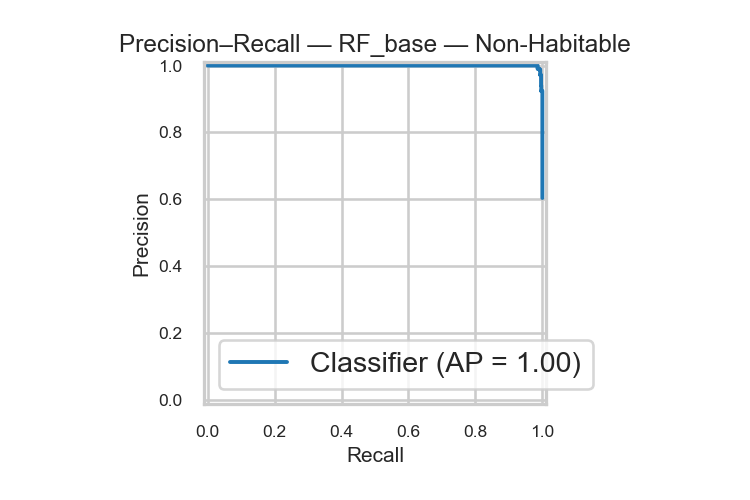 Precision–Recall — RF_base — Non-Habitable
1.0
0.8
0.6
0.4
0.2
0.0
Precision
Classifier (AP = 1.00)
0.0 0.2 0.4 0.6 0.8 1.0
Recall